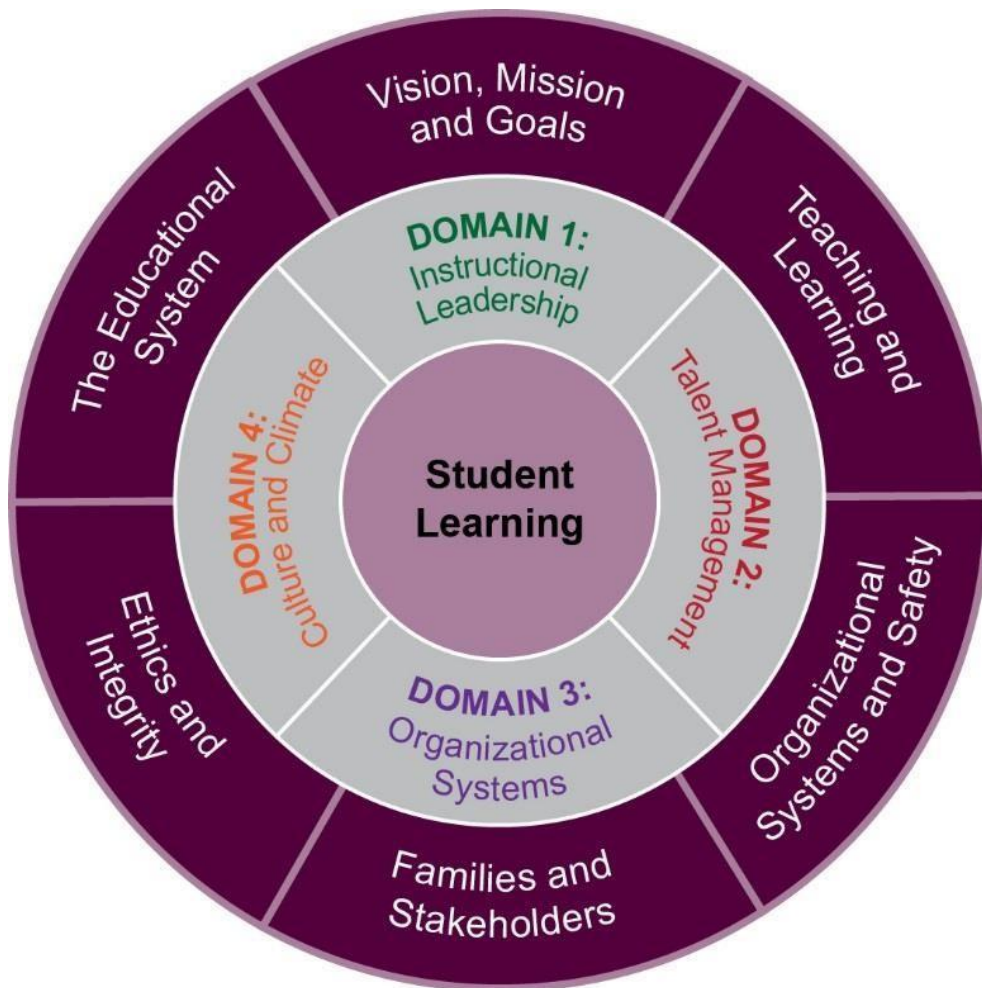 Vision, Mission
and Goals
Teaching and
Learning
Organizational
Systems and Safety
Families and
Stakeholders
Ethics and
Integrity
The Educational
System
DOMAIN 1:
Instructional
Leadership
DOMAIN 2:
Talent Management
DOMAIN 3:
Organizational
Systems
DOMAIN 4:
Culture and Climate
Student
Learning